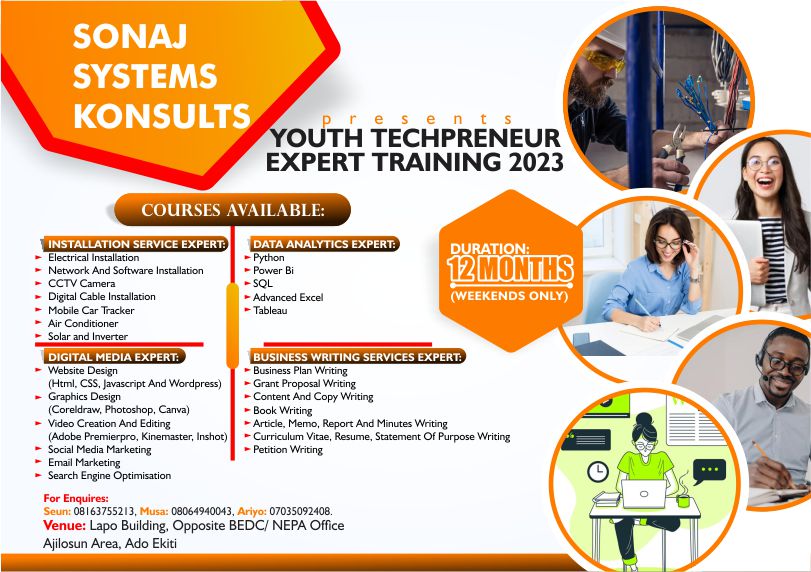 SONAJ
SYSTEMS
KONSULTS
presents
YOUTH TECHPRENEUR
EXPERT TRAINING 2023
COURSES AVAILABLE:
INSTALLATION SERVICE EXPERT:
Electrical Installation
Network And Software Installation
CCTV Camera
Digital Cable Installation
Mobile Car Tracker
Air Conditioner
Solar and Inverter
DATA ANALYTICS EXPERT:
Python
Power Bi
SQL
Advanced Excel
Tableau
DURATION:
12 MONTHS
(WEEKENDS ONLY)
DIGITAL MEDIA EXPERT:
Website Design
(Html, CSS, Javascript And Wordpress)
Graphics Design
(Coreldraw, Photoshop, Canva)
Video Creation And Editing
(Adobe Premierpro, Kinemaster, Inshot)
Social Media Marketing
Email Marketing
Search Engine Optimisation
BUSINESS WRITING SERVICES EXPERT:
Business Plan Writing
Grant Proposal Writing
Content And Copy Writing
Book Writing
Article, Memo, Report And Minutes Writing
Curriculum Vitae, Resume, Statement Of Purpose Writing
Petition Writing
For Enquires:
Seun: 08163755213, Musa: 08064940043, Ariyo: 07035092408.
Venue: Lapo Building, Opposite BEDC/ NEPA Office
Ajilosun Area, Ado Ekiti